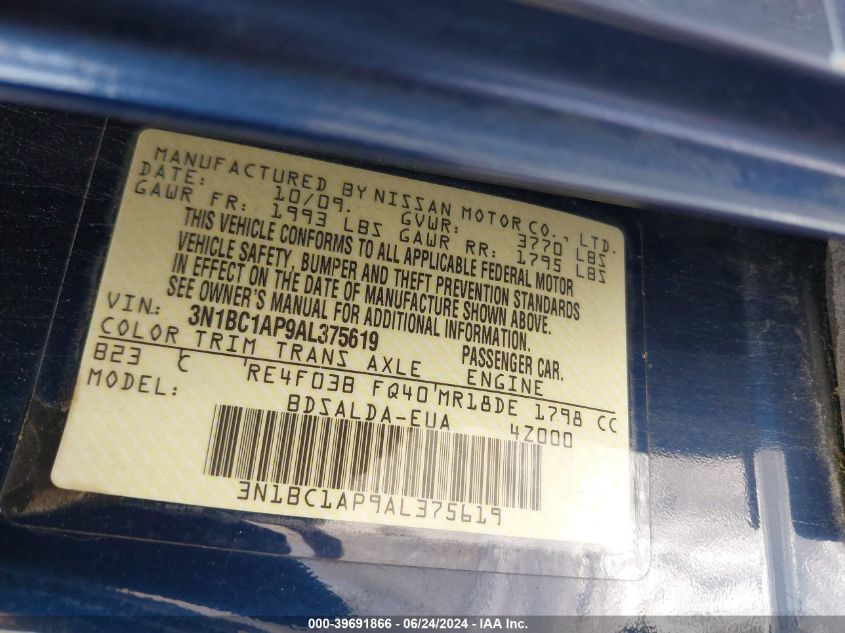 MANUFACTURED BY NISSAN MOTOR CO., LTD.
DATE: 10/09. GVWR: 3770 LBS
GAWR FR: 1993 LBS GAWR RR: 1795 LBS
THIS VEHICLE CONFORMS TO ALL APPLICABLE FEDERAL MOTOR
VEHICLE SAFETY, BUMPER AND THEFT PREVENTION STANDARDS
IN EFFECT ON THE DATE OF MANUFACTURE SHOWN ABOVE.
SEE OWNER'S MANUAL FOR ADDITIONAL INFORMATION.
VIN: 3N1BC1AP9AL375619 PASSENGER CAR.
COLOR TRIM TRANS AXLE ENGINE
B23 C RE4F03B FQ40 MR18DE 1798 CC
MODEL: BDSALDA-EUA 4Z000
3N1BC1AP9AL375619
000-39691866 - 06/24/2024 - IAA Inc.